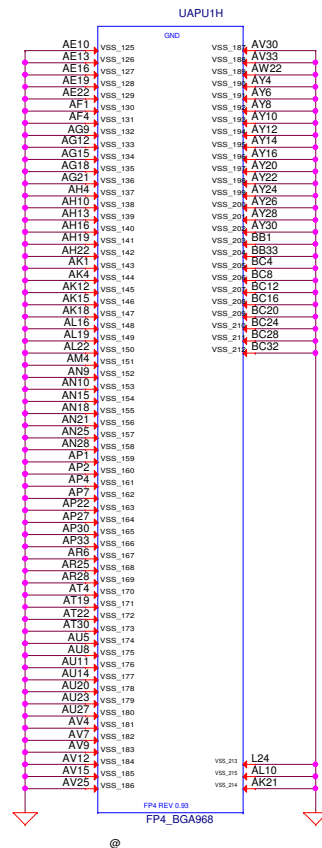 UAPU1H
GND
AE10 VSS_125 VSS_187 AV30
AE13 VSS_126 VSS_188 AV33
AE16 VSS_127 VSS_189 AW22
AE19 VSS_128 VSS_190 AY4
AE22 VSS_129 VSS_191 AY6
AF1 VSS_130 VSS_192 AY8
AF4 VSS_131 VSS_193 AY10
AG9 VSS_132 VSS_194 AY12
AG12 VSS_133 VSS_195 AY14
AG15 VSS_134 VSS_196 AY16
AG18 VSS_135 VSS_197 AY20
AG21 VSS_136 VSS_198 AY22
AH4 VSS_137 VSS_199 AY24
AH10 VSS_138 VSS_200 AY26
AH13 VSS_139 VSS_201 AY28
AH16 VSS_140 VSS_202 AY30
AH19 VSS_141 VSS_203 BB1
AH22 VSS_142 VSS_204 BB33
AK1 VSS_143 VSS_205 BC4
AK4 VSS_144 VSS_206 BC8
AK12 VSS_145 VSS_207 BC12
AK15 VSS_146 VSS_208 BC16
AK18 VSS_147 VSS_209 BC20
AL16 VSS_148 VSS_210 BC24
AL19 VSS_149 VSS_211 BC28
AL22 VSS_150 VSS_212 BC32
AM4 VSS_151
AN9 VSS_152
AN10 VSS_153
AN15 VSS_154
AN18 VSS_155
AN21 VSS_156
AN25 VSS_157
AN28 VSS_158
AP1 VSS_159
AP2 VSS_160
AP4 VSS_161
AP7 VSS_162
AP22 VSS_163
AP27 VSS_164
AP30 VSS_165
AP33 VSS_166
AR6 VSS_167
AR25 VSS_168
AR28 VSS_169
AT4 VSS_170
AT19 VSS_171
AT22 VSS_172
AT30 VSS_173
AU5 VSS_174
AU8 VSS_175
AU11 VSS_176
AU14 VSS_177
AU20 VSS_178
AU23 VSS_179
AU27 VSS_180
AV4 VSS_181
AV7 VSS_182
AV9 VSS_183
AV12 VSS_184 VSS_213 L24
AV15 VSS_185 VSS_215 AL10
AV25 VSS_186 VSS_214 AK21
FP4 REV 0.93
FP4_BGA968
@